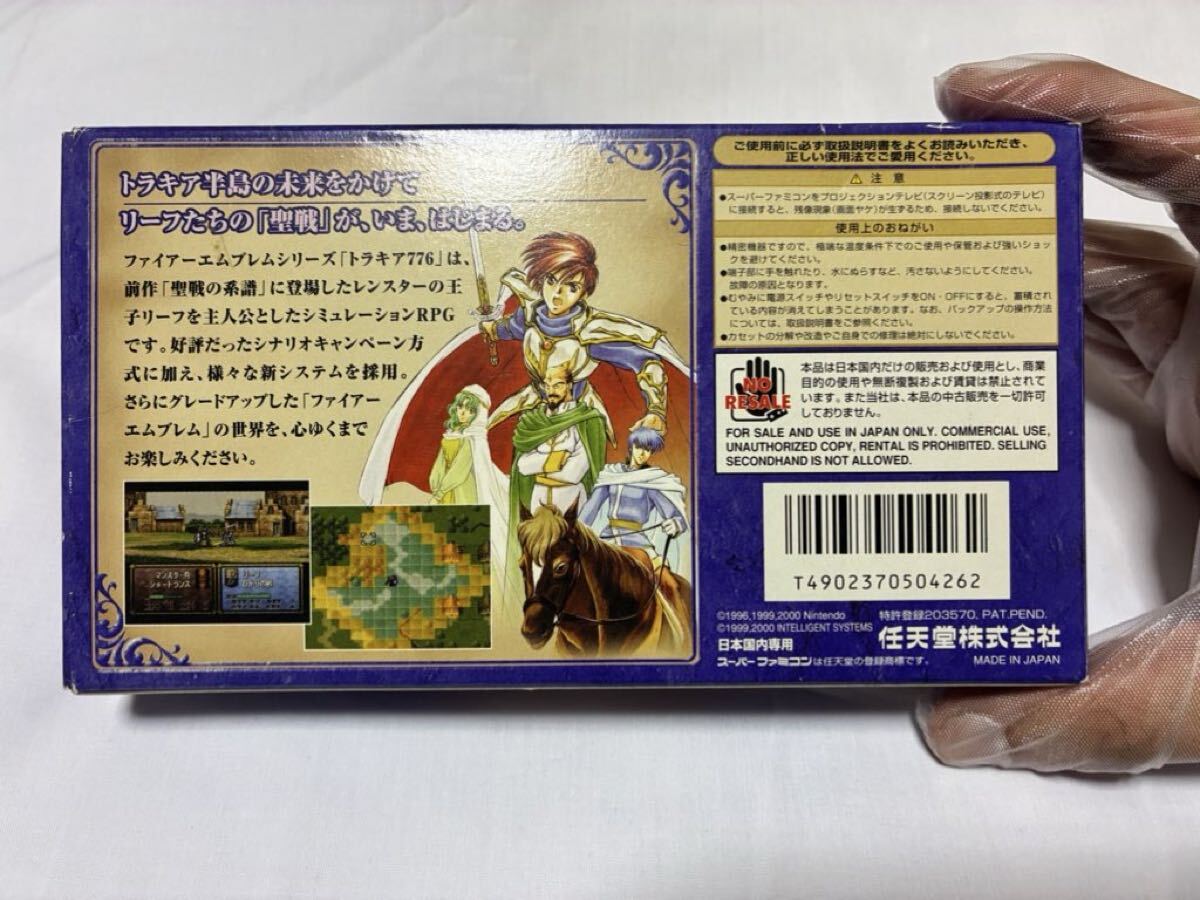 トラキア半島の未来をかけて
リーフたちの「聖戦」が、いま、はじまる。
ファイアーエムブレムシリーズ「トラキア776」は、
前作「聖戦の系譜」に登場したレンスターの王
子リーフを主人公としたシミュレーションRPG
です。好評だったシナリオキャンペーン方
式に加え、様々な新システムを採用。
さらにグレードアップした「ファイアー
エムブレム」の世界を、心ゆくまで
お楽しみください。
ご使用前に必ず取扱説明書をよくお読みいただき、
正しい使用法でご愛用ください。
⚠ 注意
●スーパーファミコンをプロジェクションテレビ(スクリーン投影式のテレビ)
に接続すると、残像現象(画面ヤケ)が生ずるため、接続しないでください。
使用上のおねがい
●精密機器ですので、極端な温度条件下でのご使用や保管および強いショッ
クを避けてください。
●端子部に手を触れたり、水にぬらすなど、汚さないようにしてください。
故障の原因となります。
●むやみに電源スイッチやリセットスイッチをON・OFFにすると、蓄積され
ている内容が消えてしまうことがあります。なお、バックアップの操作方法
については、取扱説明書をご参照ください。
●カセットの分解や改造やご自身での修理は絶対にしないでください。
NO
RESALE
本品は日本国内だけの販売および使用とし、商業
目的の使用や無断複製および賃貸は禁止されて
います。また当社は、本品の中古販売を一切許可
しておりません。
FOR SALE AND USE IN JAPAN ONLY. COMMERCIAL USE,
UNAUTHORIZED COPY, RENTAL IS PROHIBITED. SELLING
SECONDHAND IS NOT ALLOWED.
T4902370504262
©1996,1999,2000 Nintendo 特許登録203570, PAT.PEND.
©1999,2000 INTELLIGENT SYSTEMS
任天堂株式会社
日本国内専用
スーパーファミコンは任天堂の登録商標です。
MADE IN JAPAN